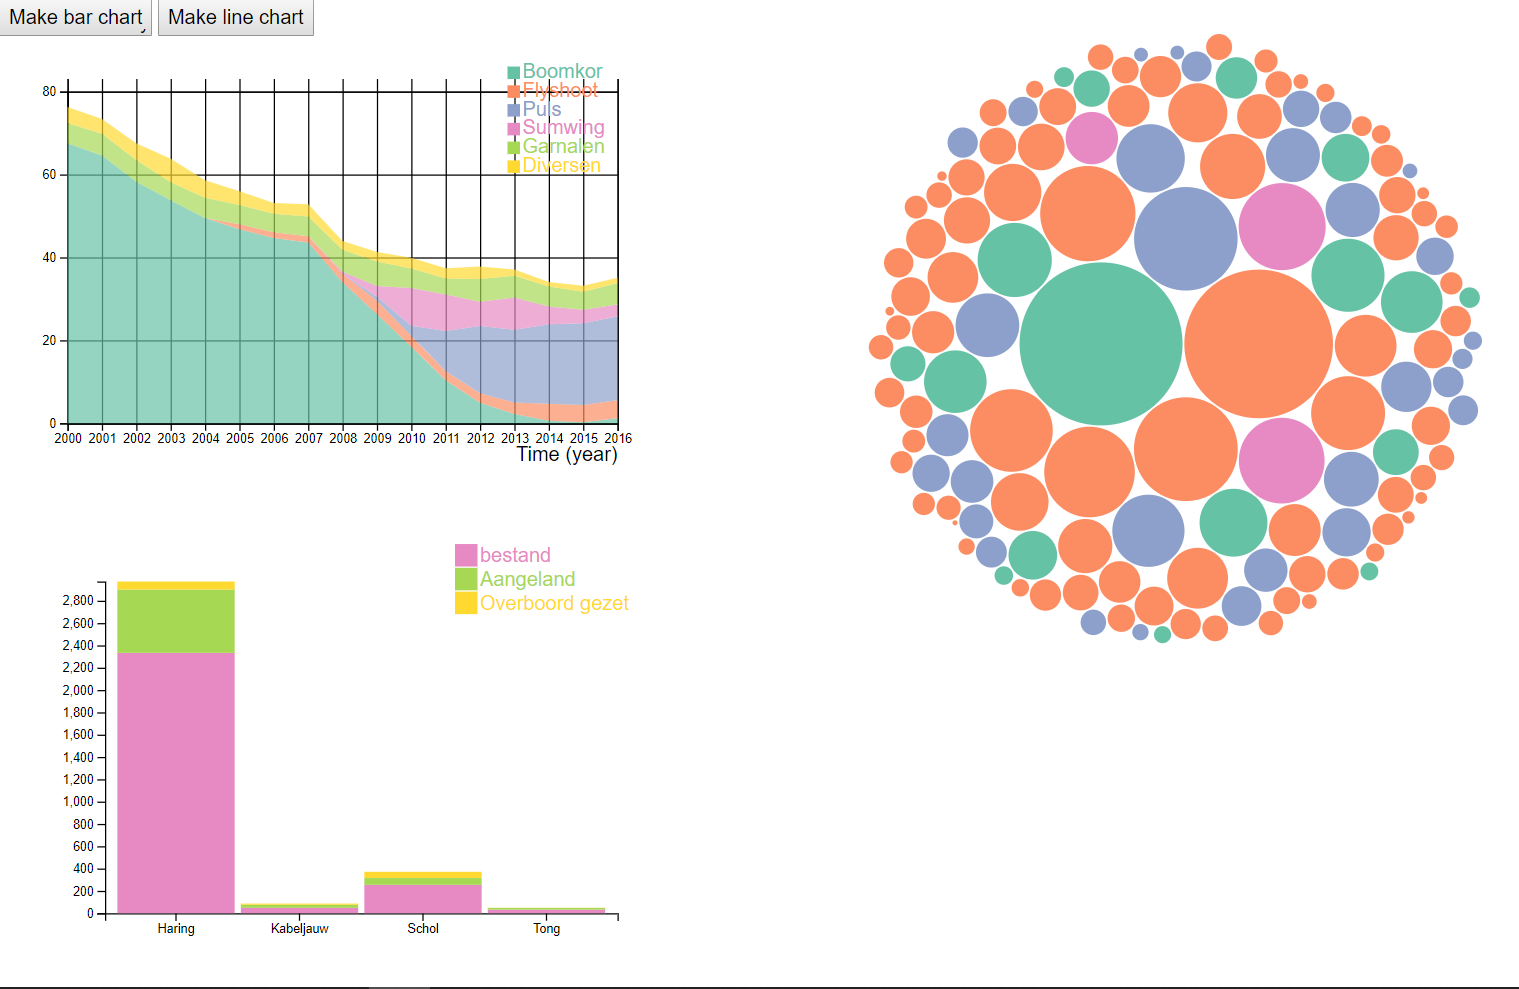 Make bar chart
Make line chart
Boomkor
Flyshoot
Puls
Sumwing
Garnalen
Diversen
80
60
40
20
0
2000 2001 2002 2003 2004 2005 2006 2007 2008 2009 2010 2011 2012 2013 2014 2015 2016
Time (year)
bestand
Aangeland
Overboord gezet
2,800
2,600
2,400
2,200
2,000
1,800
1,600
1,400
1,200
1,000
800
600
400
200
0
Haring Kabeljauw Schol Tong